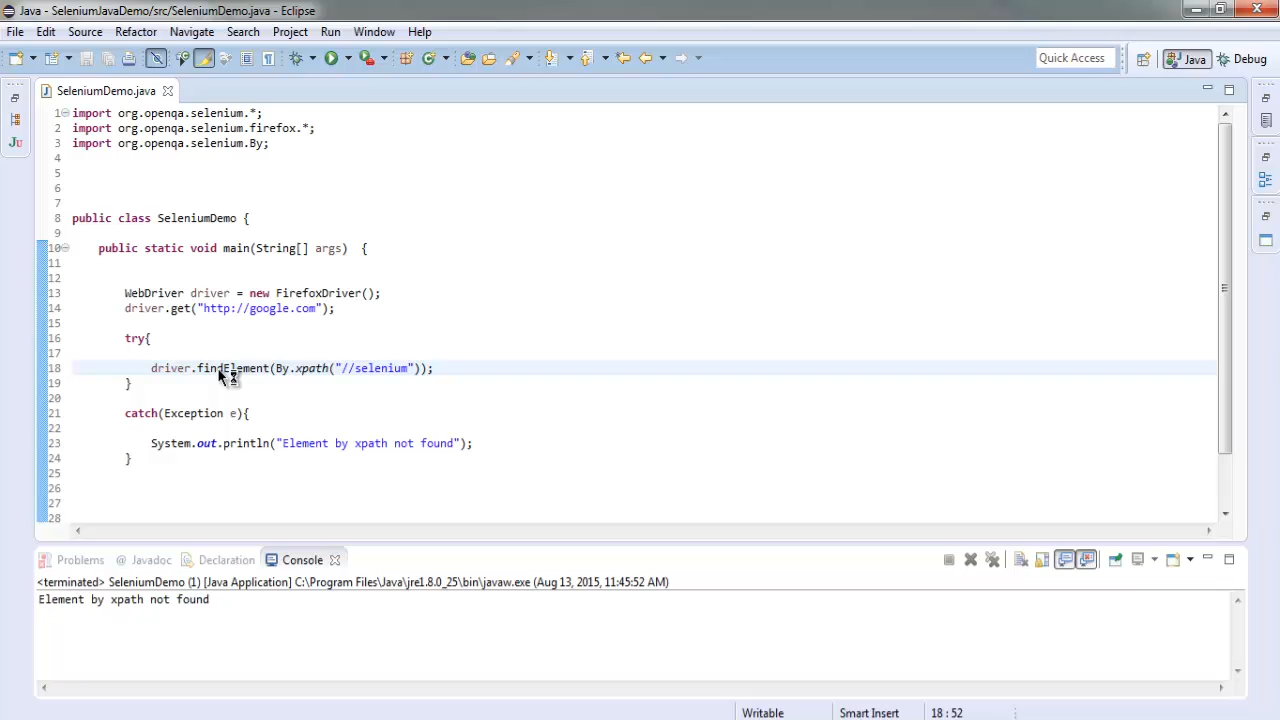 Java - SeleniumJavaDemo/src/SeleniumDemo.java - Eclipse
File Edit Source Refactor Navigate Search Project Run Window Help
Quick Access Java Debug
SeleniumDemo.java
1 import org.openqa.selenium.*;
2 import org.openqa.selenium.firefox.*;
3 import org.openqa.selenium.By;
4
5
6
7
8 public class SeleniumDemo {
9
10 public static void main(String[] args) {
11
12
13 WebDriver driver = new FirefoxDriver();
14 driver.get("http://google.com");
15
16 try{
17
18 driver.findElement(By.xpath("//selenium"));
19 }
20
21 catch(Exception e){
22
23 System.out.println("Element by xpath not found");
24 }
25
26
27
28
Problems @ Javadoc Declaration Console
<terminated> SeleniumDemo (1) [Java Application] C:\Program Files\Java\jre1.8.0_25\bin\javaw.exe (Aug 13, 2015, 11:45:52 AM)
Element by xpath not found
Writable Smart Insert 18 : 52